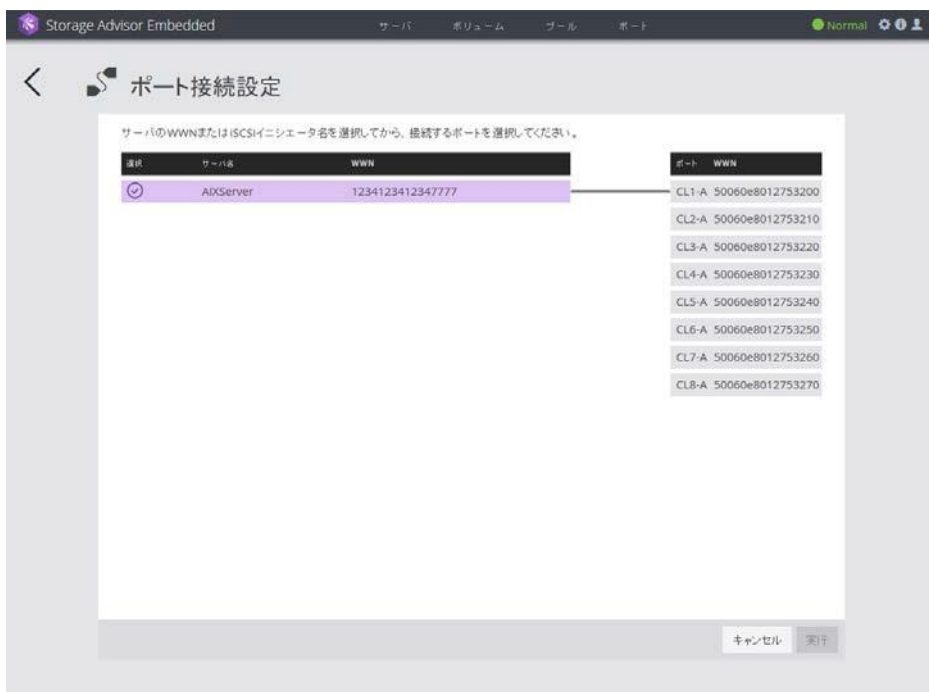 Storage Advisor Embedded サーバ ボリューム プール ポート Normal
ポート接続設定
サーバのWWNまたはiSCSIイニシエータ名を選択してから、接続するポートを選択してください。
選択 サーバ名 WWN ポート WWN
AIXServer 1234123412347777 CL1-A 50060e8012753200
CL2-A 50060e8012753210
CL3-A 50060e8012753220
CL4-A 50060e8012753230
CL5-A 50060e8012753240
CL6-A 50060e8012753250
CL7-A 50060e8012753260
CL8-A 50060e8012753270
キャンセル 実行